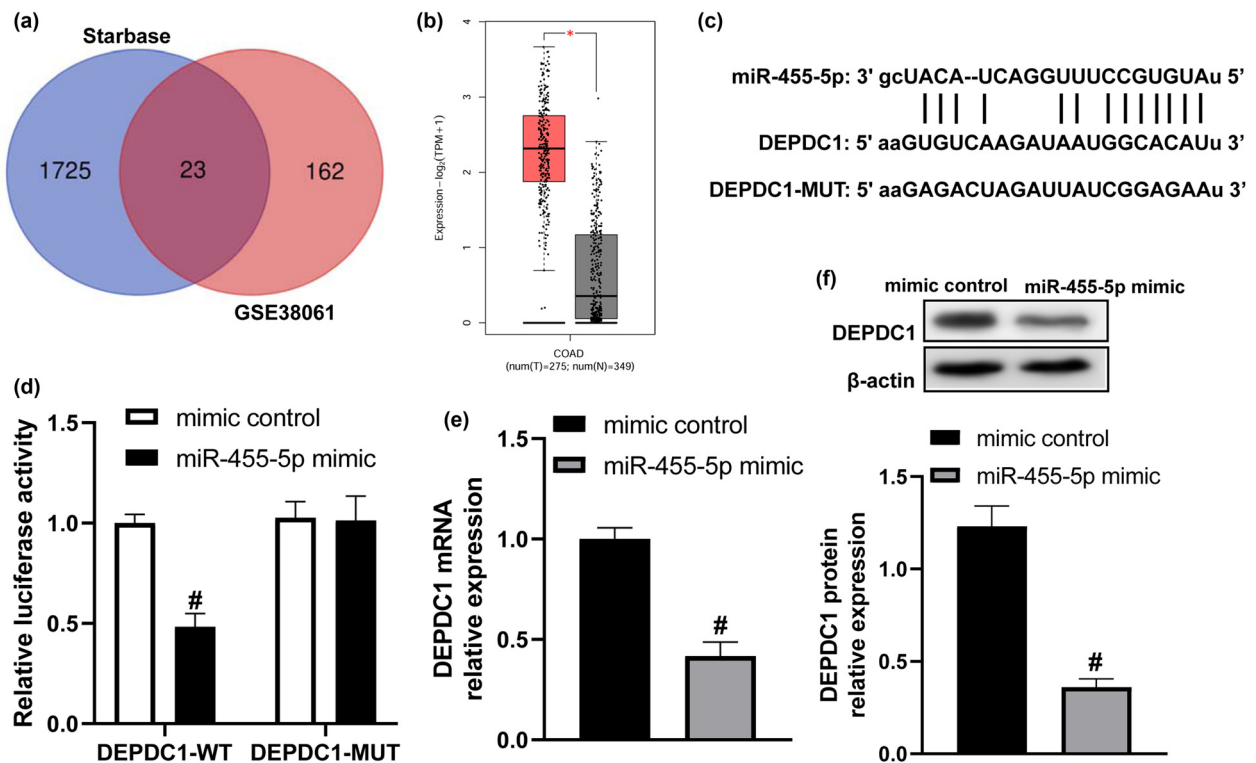 (a)
Starbase
1725
23
162
GSE38061
(b)
4
3
2
1
0
Expression−log2(TPM+1)
*
COAD
(num(T)=275; num(N)=349)
(c)
miR-455-5p: 3' gcUACA--UCAGGUUUCCGUGUAu 5'
DEPDC1: 5' aaGUGUCAAGAUAAUGGCACAUu 3'
DEPDC1-MUT: 5' aaGAGACUAGAUUAUCGGAGAAu 3'
(d)
mimic control
miR-455-5p mimic
Relative luciferase activity
1.5
1.0
0.5
0.0
#
DEPDC1-WT
DEPDC1-MUT
(e)
mimic control
miR-455-5p mimic
DEPDC1 mRNA
relative expression
1.5
1.0
0.5
0.0
#
(f)
mimic control
miR-455-5p mimic
DEPDC1
β-actin
mimic control
miR-455-5p mimic
DEPDC1 protein
relative expression
1.5
1.0
0.5
0.0
#